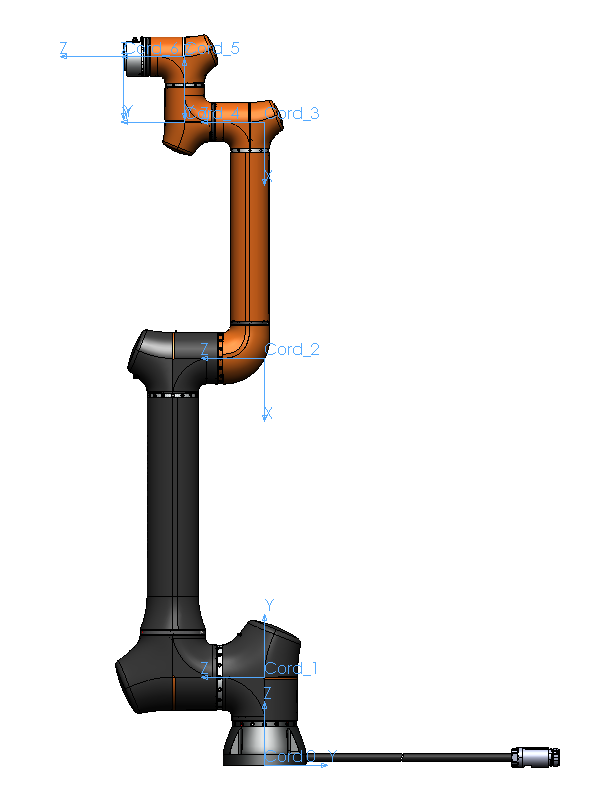 Z Cord_5
Y Cord_4 Cord_3
X
Z Cord_2
X
Y
Z Cord_1
Z
Cord_0 Y